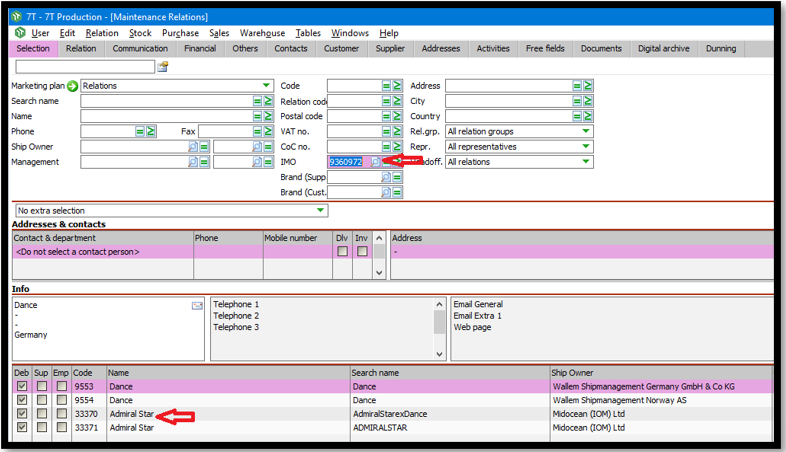 7T - 7T Production - [Maintenance Relations]
User Edit Relation Stock Purchase Sales Warenhouse Tables Windows Help
Selection Relation Communication Financial Others Contacts Customer Supplier Addresses Activities Free fields Documents Digital archive Dunning
Marketing plan Relations Code Address
Search name Relation code City
Name Postal code Country
Phone Fax VAT no. Rel.grp. All relation groups
Ship Owner CoC no. Repr. All representatives
Management IMO 9360972 adoff. All relations
Brand (Supp
Brand (Cust.
No extra selection
Addresses & contacts
Contact & department Phone Mobile number Dlv Inv Address
<Do not select a contact person> -
Info
Dance Telephone 1 Email General
- Telephone 2 Email Extra 1
- Telephone 3 Web page
Germany
Deb Sup Emp Code Name Search name Ship Owner
9553 Dance Dance Wallem Shipmanagement Germany GmbH & Co KG
9554 Dance Dance Wallem Shipmanagement Norway AS
33370 Admiral Star AdmiralStarexDance Midocean (IOM) Ltd
33371 Admiral Star ADMIRALSTAR Midocean (IOM) Ltd